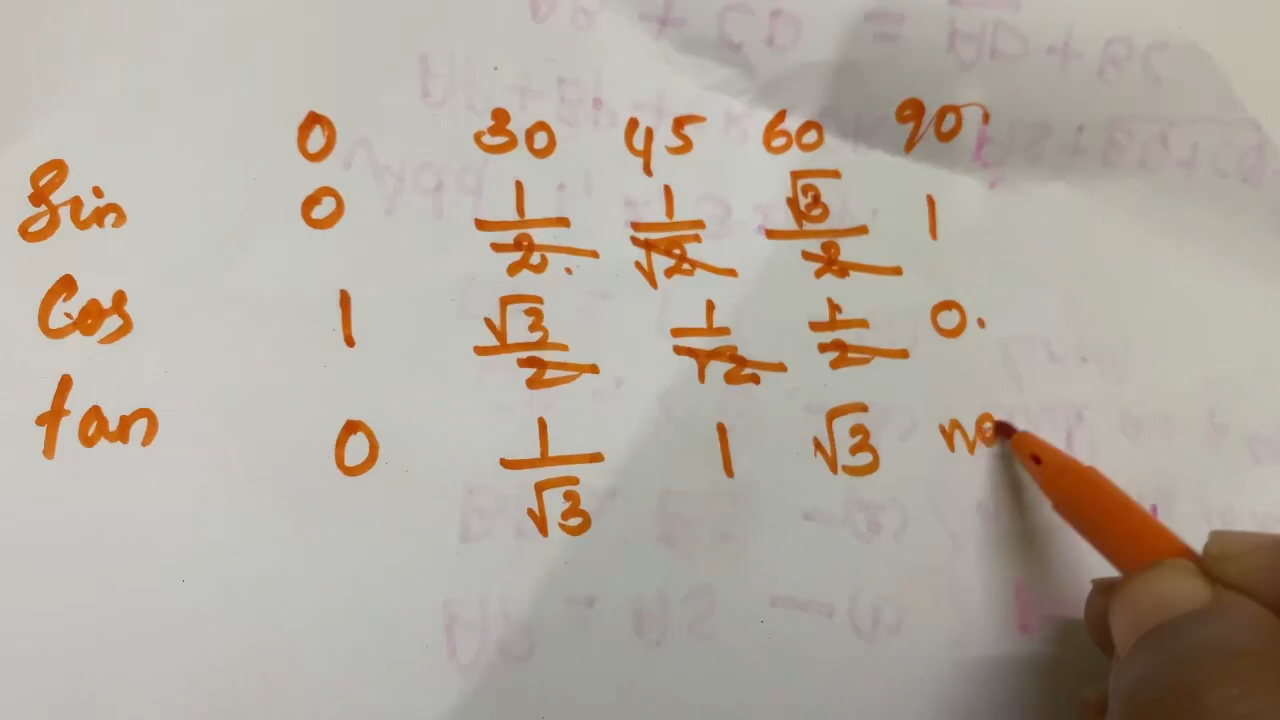 0 30 45 60 90
Sin 0 1/2 1/√2 √3/2 1
Cos 1 √3/2 1/√2 1/2 0.
tan 0 1/√3 1 √3 no